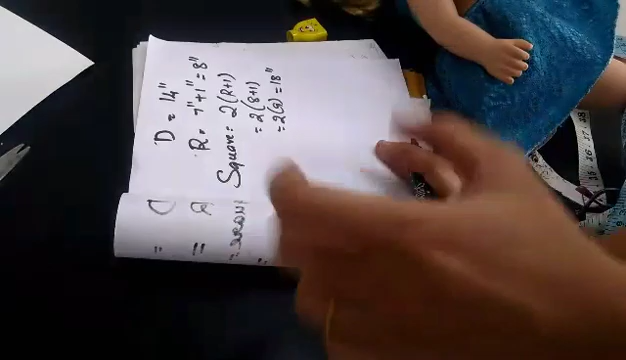 D = 14"
R = 7"+1" = 8"
Square = 2(R+1)
= 2(8+1)
= 2(9) = 18"